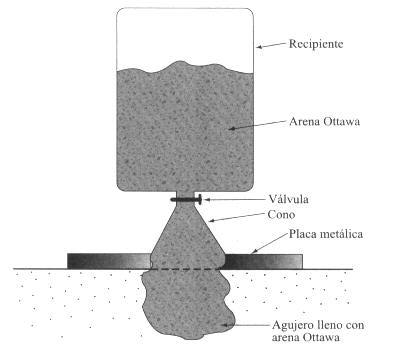 Recipiente
Arena Ottawa
Válvula
Cono
Placa metálica
Agujero lleno con
arena Ottawa